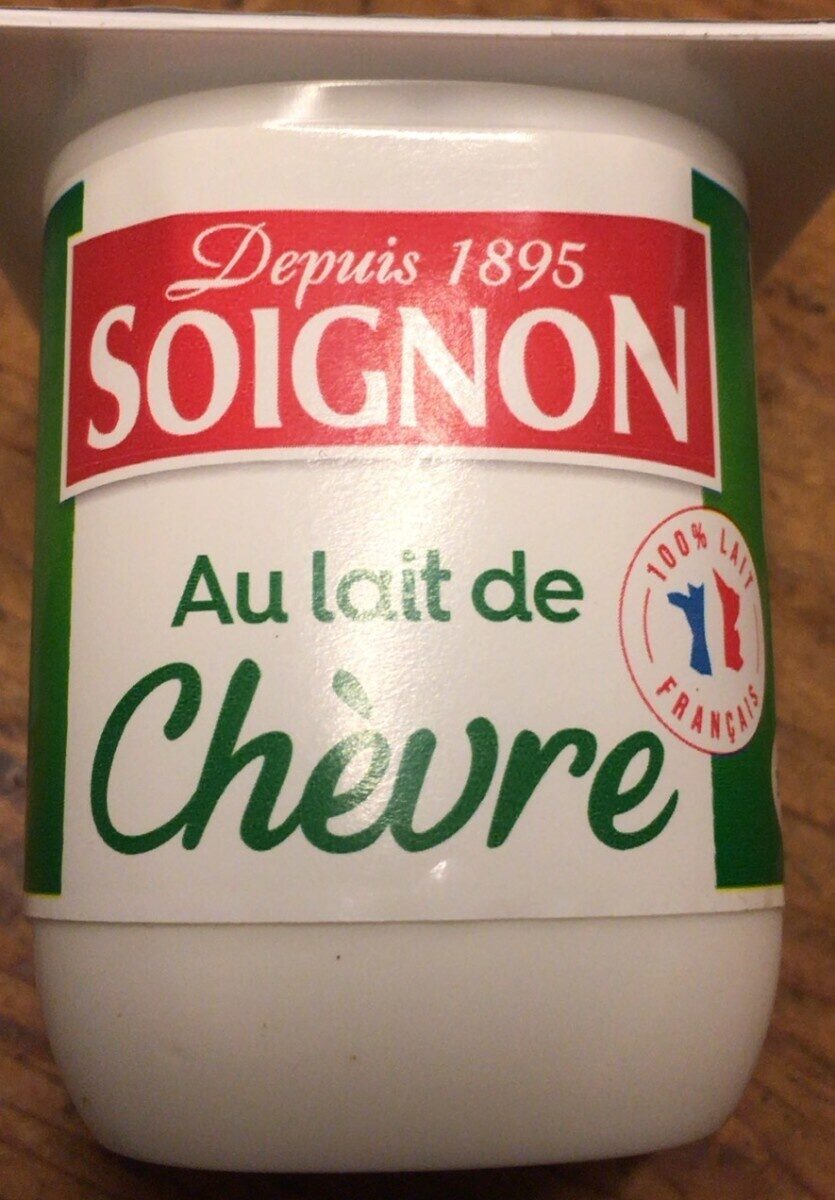 Depuis 1895
SOIGNON
Au lait de
Chèvre
100% LAIT
FRANÇAIS